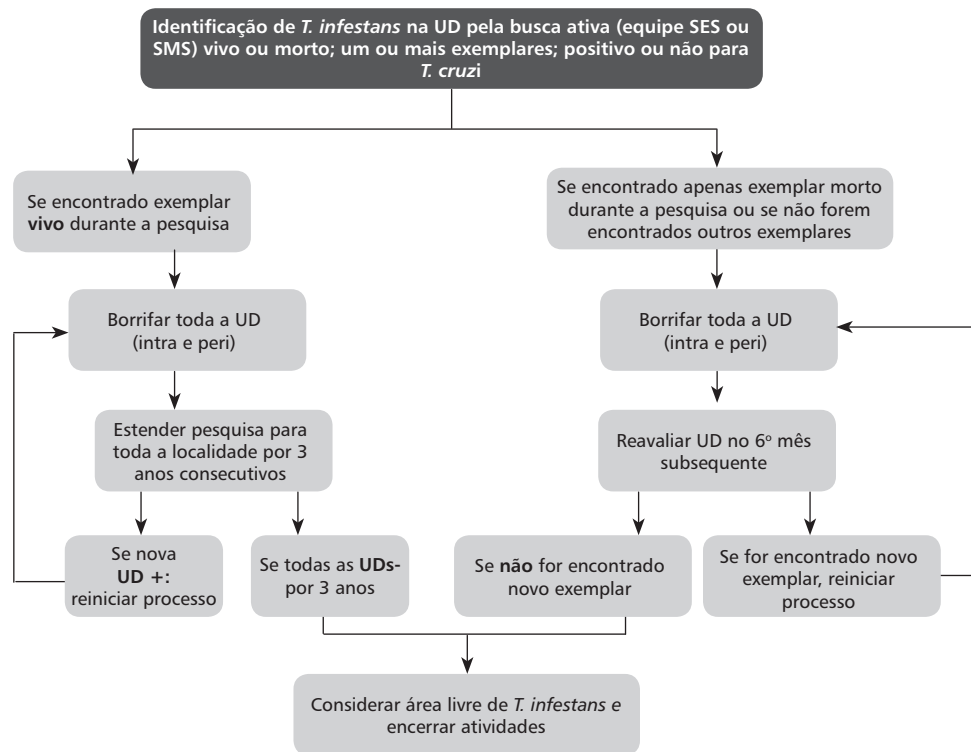 Identificação de T. infestans na UD pela busca ativa (equipe SES ou
SMS) vivo ou morto; um ou mais exemplares; positivo ou não para
T. cruzi
Se encontrado exemplar
vivo durante a pesquisa
Se encontrado apenas exemplar morto
durante a pesquisa ou se não forem
encontrados outros exemplares
Borrifar toda a UD
(intra e peri)
Borrifar toda a UD
(intra e peri)
Estender pesquisa para
toda a localidade por 3
anos consecutivos
Reavaliar UD no 6º mês
subsequente
Se nova
UD +:
reiniciar processo
Se todas as UDs-
por 3 anos
Se não for encontrado
novo exemplar
Se for encontrado novo
exemplar, reiniciar
processo
Considerar área livre de T. infestans e
encerrar atividades